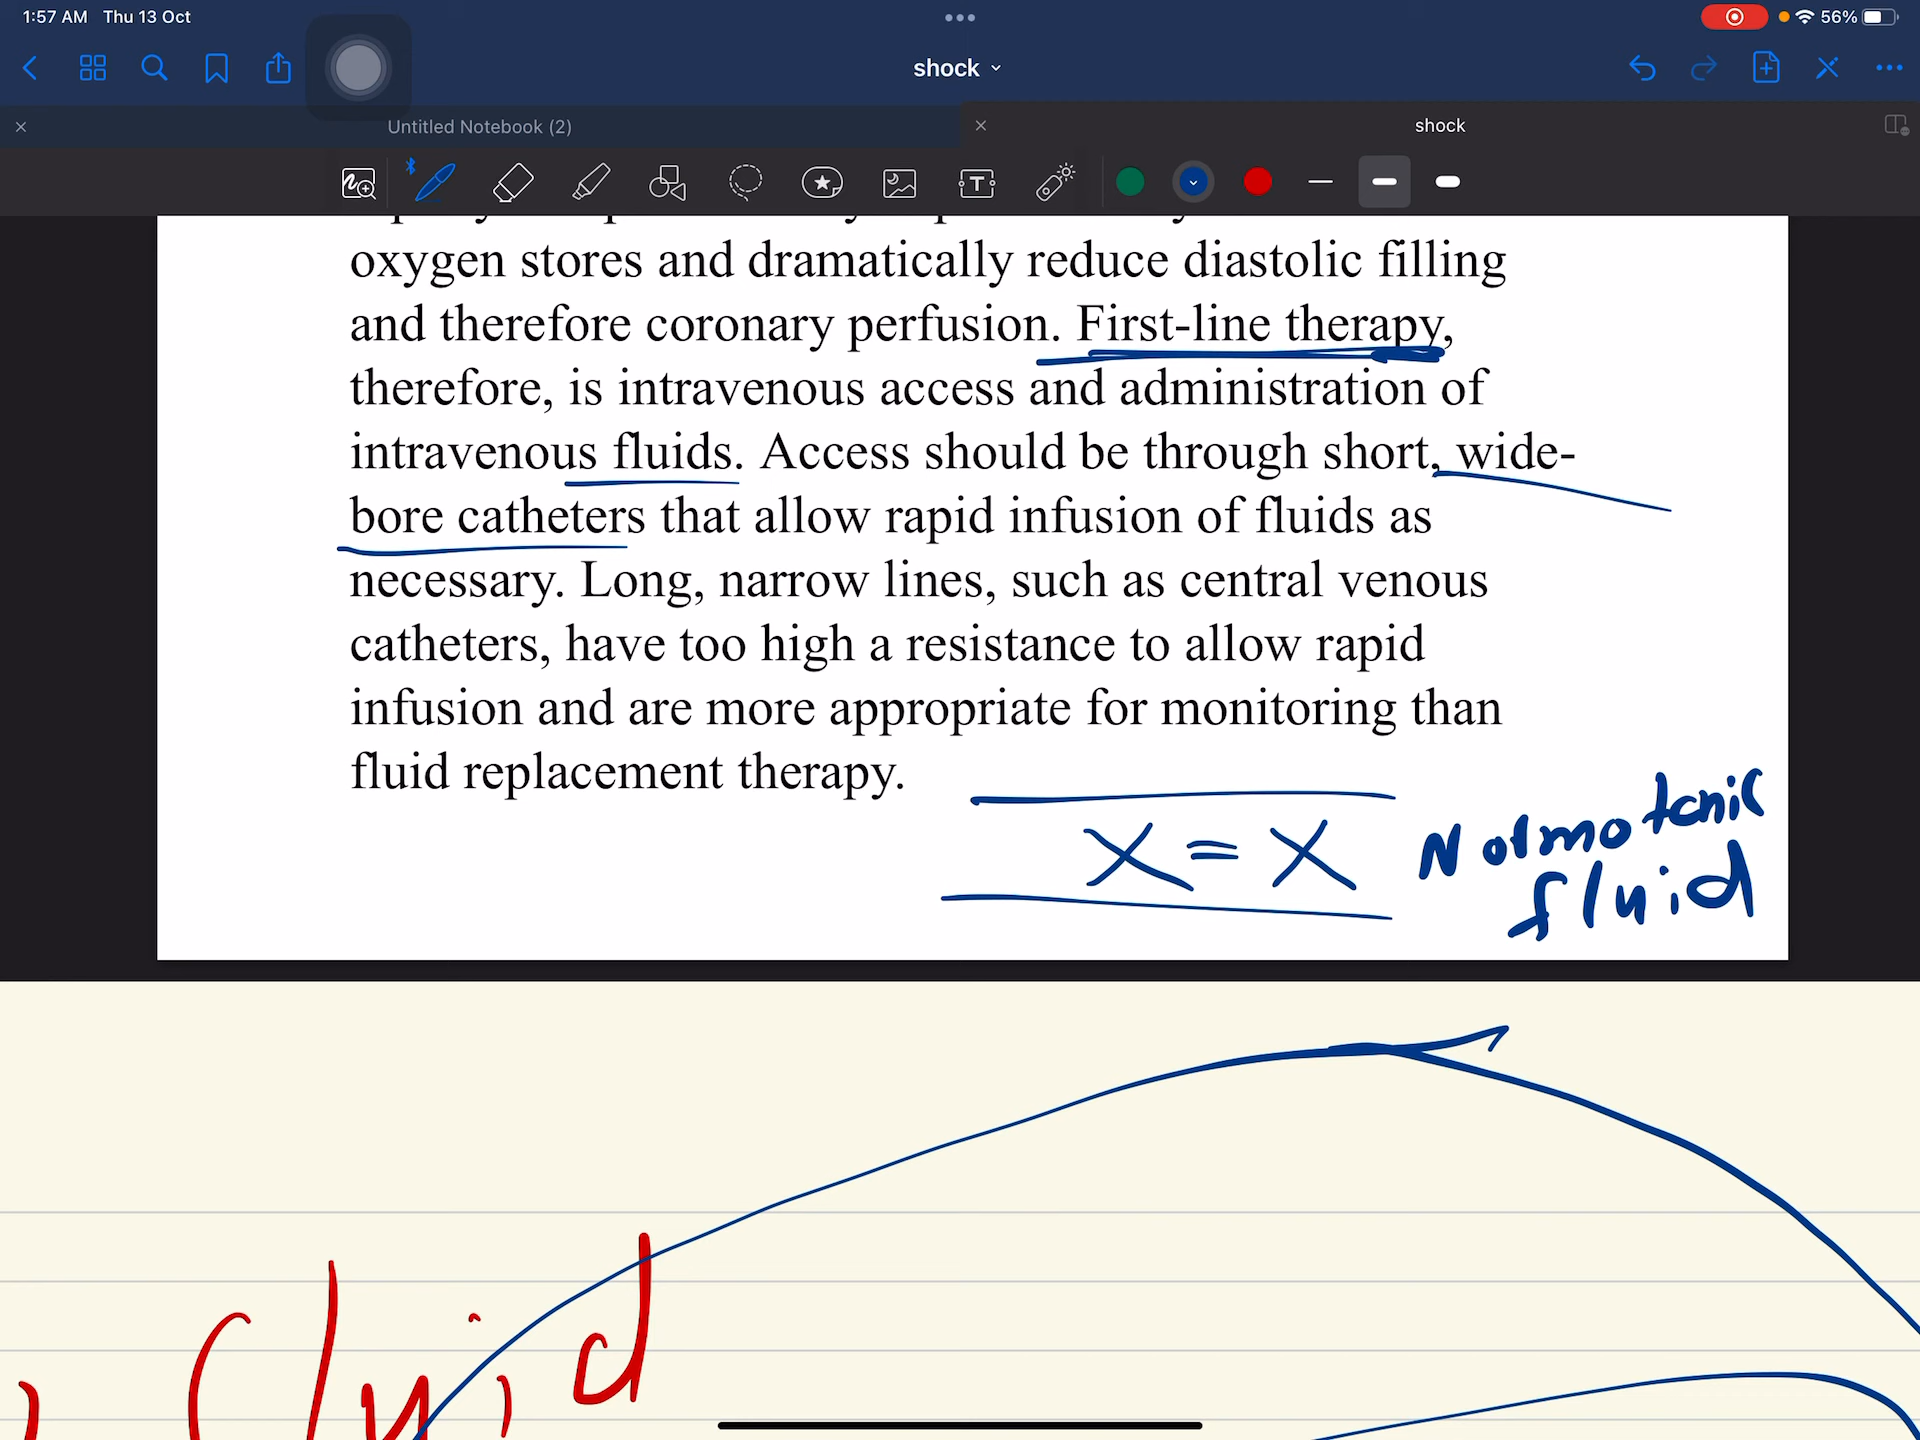 1:57 AM Thu 13 Oct
56%
shock
Untitled Notebook (2)
shock
oxygen stores and dramatically reduce diastolic filling
and therefore coronary perfusion. First-line therapy,
therefore, is intravenous access and administration of
intravenous fluids. Access should be through short, wide-
bore catheters that allow rapid infusion of fluids as
necessary. Long, narrow lines, such as central venous
catheters, have too high a resistance to allow rapid
infusion and are more appropriate for monitoring than
fluid replacement therapy.
X = X
Normotonic
fluid
fluid